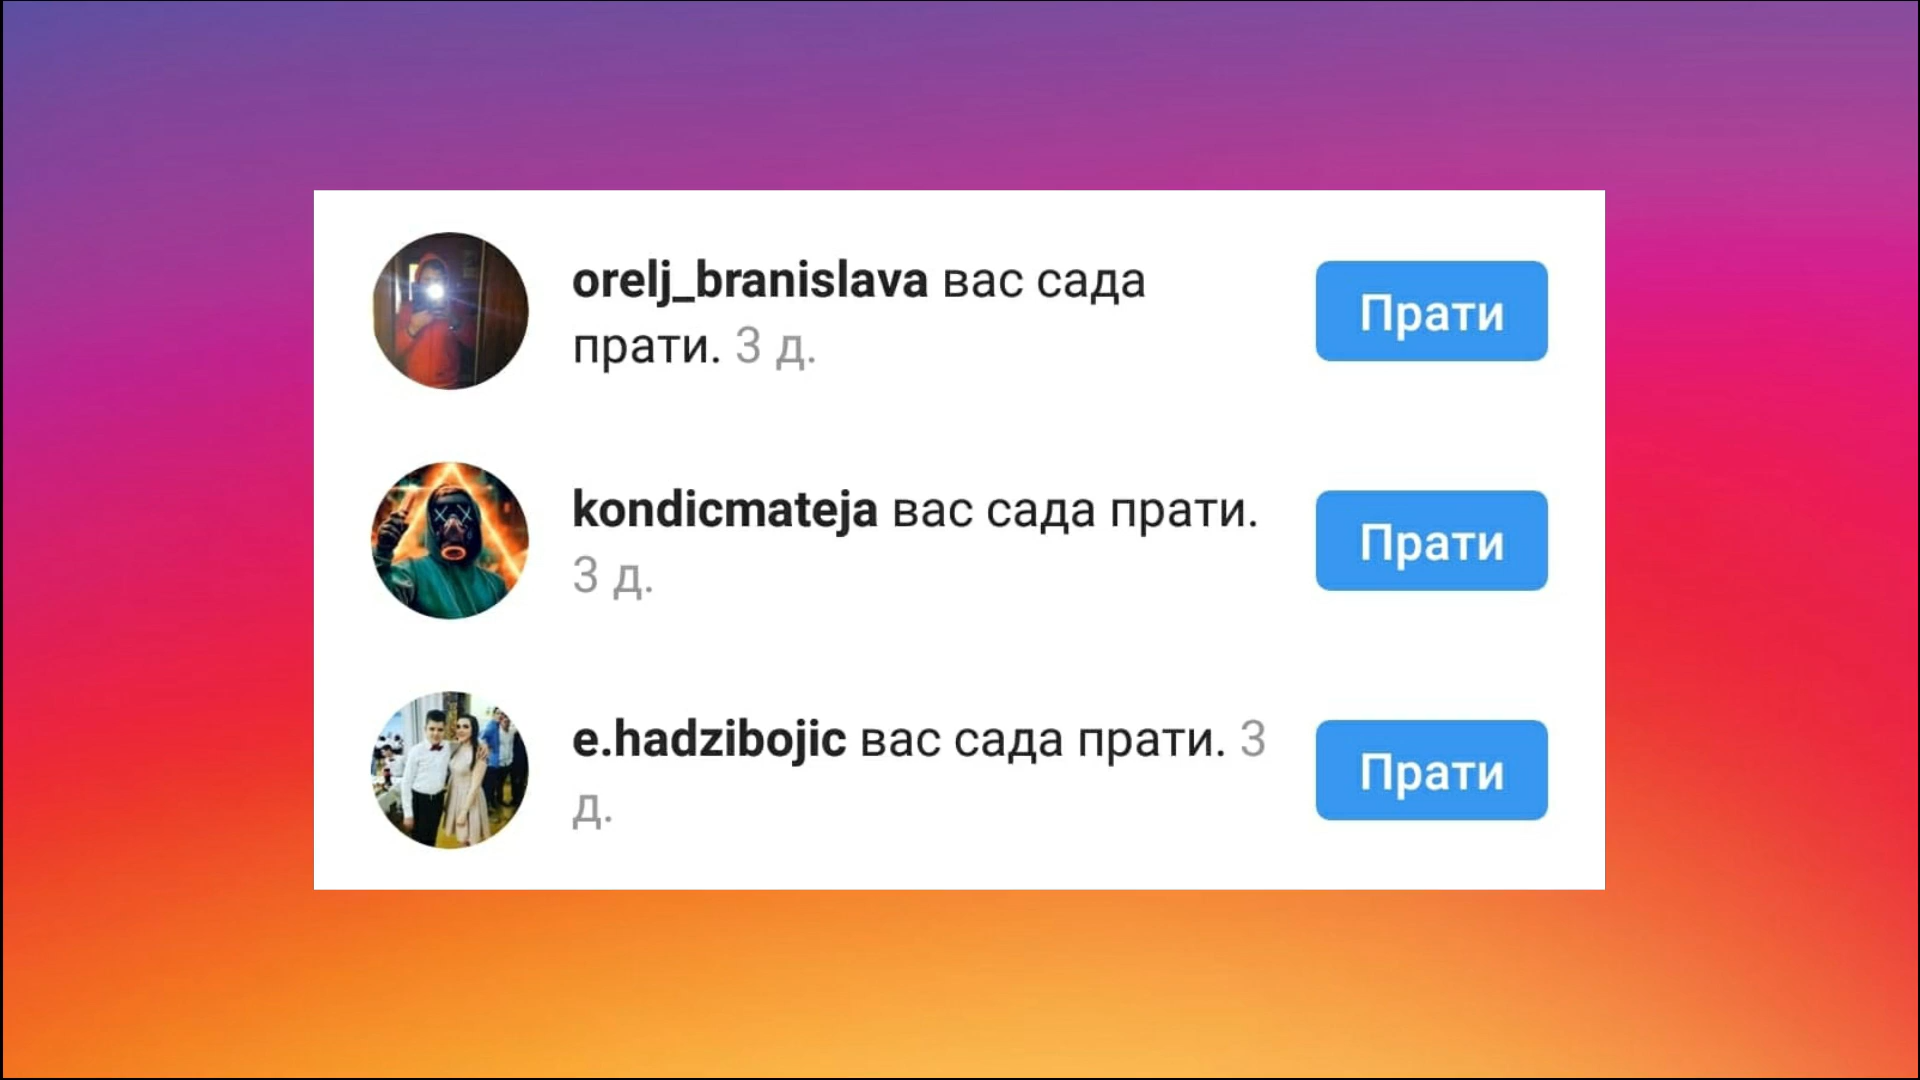 orelj_branislava вас сада
прати. 3 д.
Прати
kondicmateja вас сада прати.
3 д.
Прати
e.hadzibojic вас сада прати. 3
д.
Прати